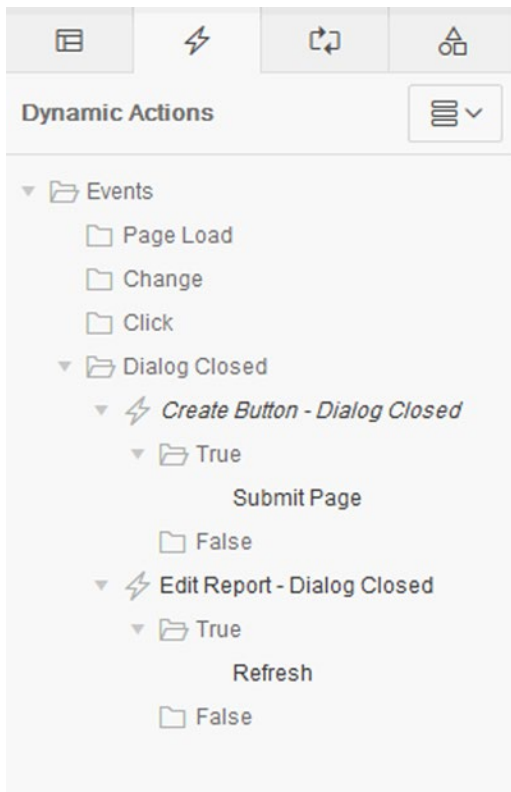 Dynamic Actions
Events
Page Load
Change
Click
Dialog Closed
Create Button - Dialog Closed
True
Submit Page
False
Edit Report - Dialog Closed
True
Refresh
False